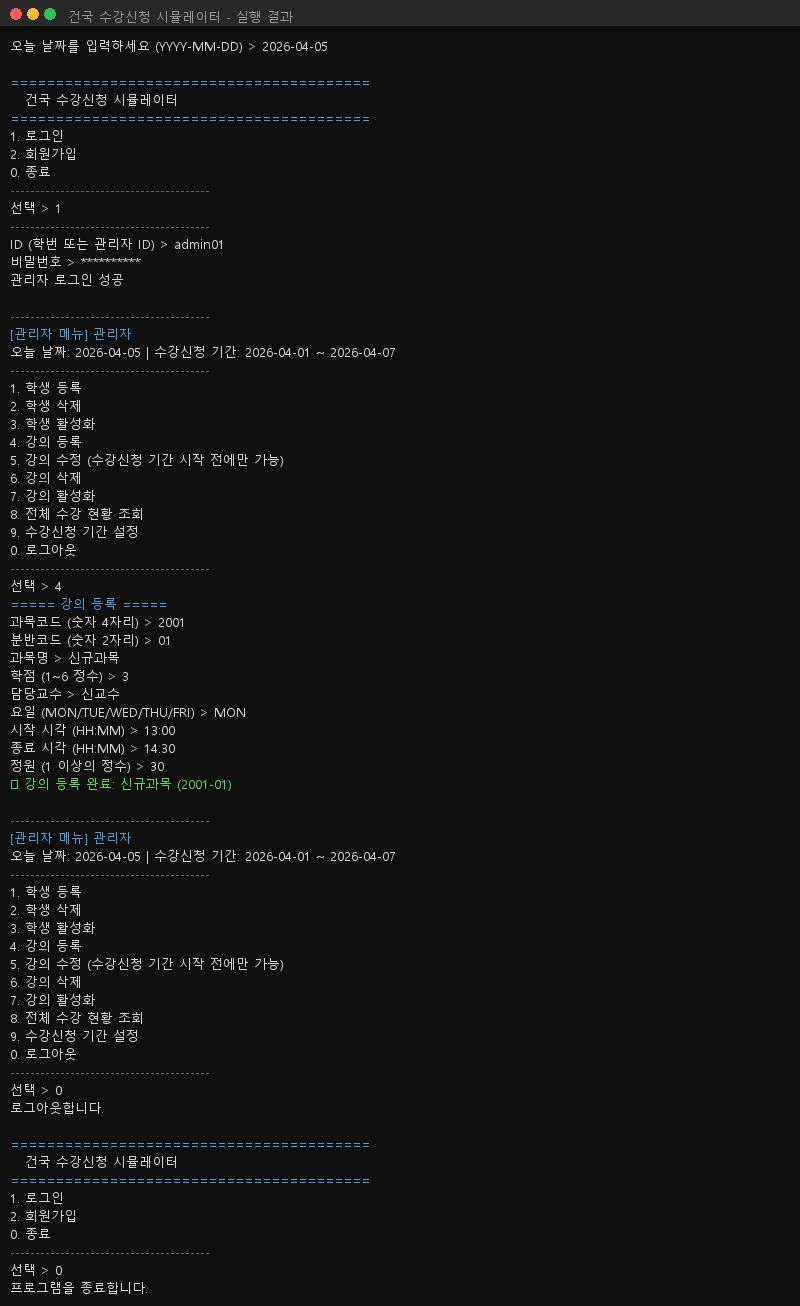 건국 수강신청 시뮬레이터 - 실행 결과
오늘 날짜를 입력하세요 (YYYY-MM-DD) > 2026-04-05
========================================
건국 수강신청 시뮬레이터
========================================
1. 로그인
2. 회원가입
0. 종료
----------------------------------------
선택 > 1
----------------------------------------
ID (학번 또는 관리자 ID) > admin01
비밀번호 > **********
관리자 로그인 성공
----------------------------------------
[관리자 메뉴] 관리자
오늘 날짜: 2026-04-05 | 수강신청 기간: 2026-04-01 ~ 2026-04-07
----------------------------------------
1. 학생 등록
2. 학생 삭제
3. 학생 활성화
4. 강의 등록
5. 강의 수정 (수강신청 기간 시작 전에만 가능)
6. 강의 삭제
7. 강의 활성화
8. 전체 수강 현황 조회
9. 수강신청 기간 설정
0. 로그아웃
----------------------------------------
선택 > 4
===== 강의 등록 =====
과목코드 (숫자 4자리) > 2001
분반코드 (숫자 2자리) > 01
과목명 > 신규과목
학점 (1~6 정수) > 3
담당교수 > 신교수
요일 (MON/TUE/WED/THU/FRI) > MON
시작 시각 (HH:MM) > 13:00
종료 시각 (HH:MM) > 14:30
정원 (1 이상의 정수) > 30
강의 등록 완료: 신규과목 (2001-01)
----------------------------------------
[관리자 메뉴] 관리자
오늘 날짜: 2026-04-05 | 수강신청 기간: 2026-04-01 ~ 2026-04-07
----------------------------------------
1. 학생 등록
2. 학생 삭제
3. 학생 활성화
4. 강의 등록
5. 강의 수정 (수강신청 기간 시작 전에만 가능)
6. 강의 삭제
7. 강의 활성화
8. 전체 수강 현황 조회
9. 수강신청 기간 설정
0. 로그아웃
----------------------------------------
선택 > 0
로그아웃합니다.
========================================
건국 수강신청 시뮬레이터
========================================
1. 로그인
2. 회원가입
0. 종료
----------------------------------------
선택 > 0
프로그램을 종료합니다.